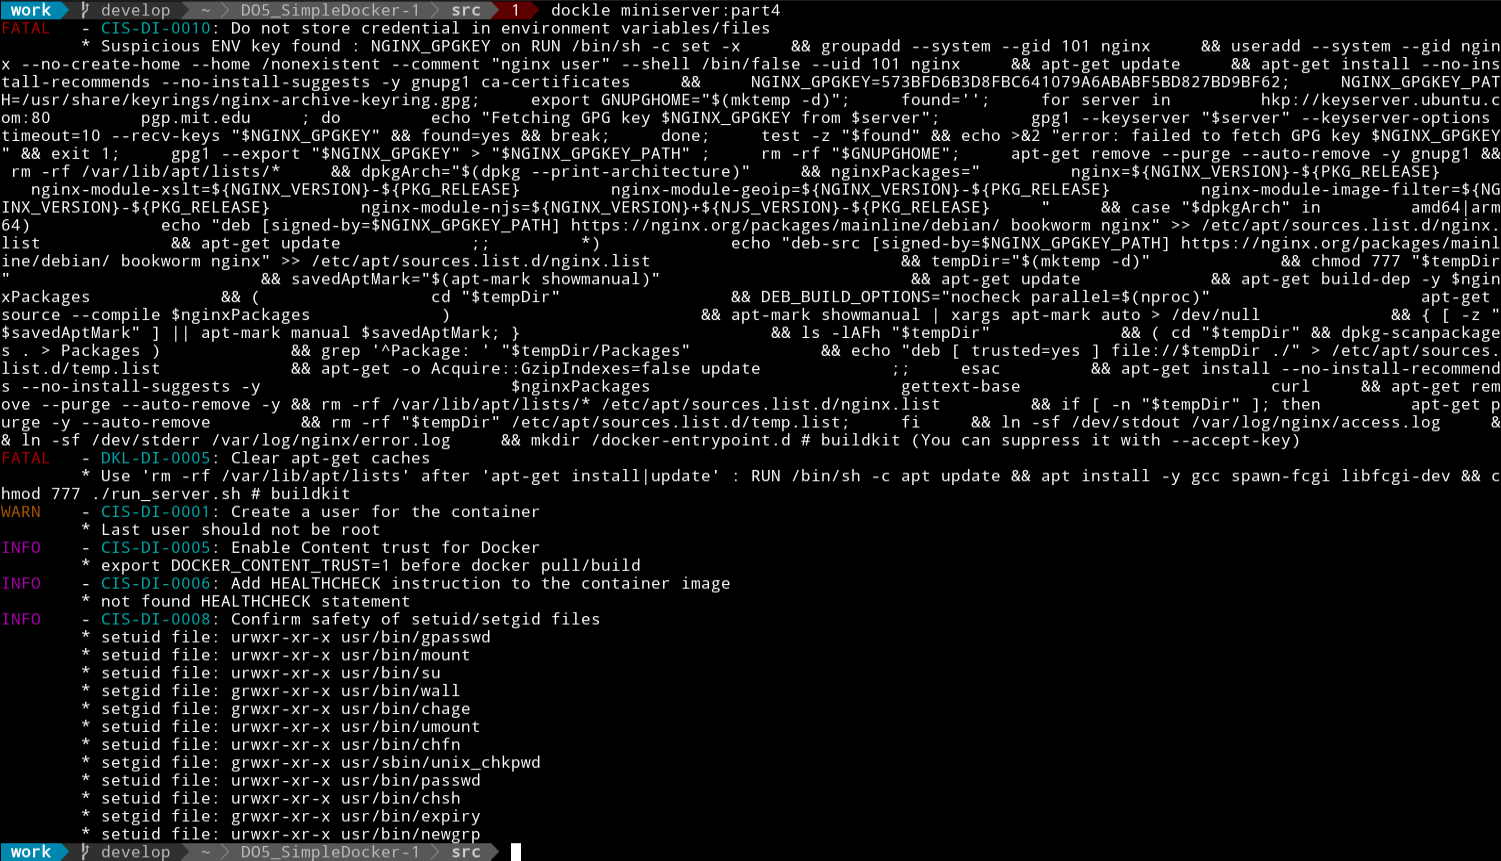 work develop ~ DO5_SimpleDocker-1 src 1 dockle miniserver:part4
FATAL   - CIS-DI-0010: Do not store credential in environment variables/files
        * Suspicious ENV key found : NGINX_GPGKEY on RUN /bin/sh -c set -x     && groupadd --system --gid 101 nginx     && useradd --system --gid ngin
x --no-create-home --home /nonexistent --comment "nginx user" --shell /bin/false --uid 101 nginx     && apt-get update     && apt-get install --no-ins
tall-recommends --no-install-suggests -y gnupg1 ca-certificates     &&     NGINX_GPGKEY=573BFD6B3D8FBC641079A6ABABF5BD827BD9BF62;     NGINX_GPGKEY_PAT
H=/usr/share/keyrings/nginx-archive-keyring.gpg;     export GNUPGHOME="$(mktemp -d)";     found='';     for server in         hkp://keyserver.ubuntu.c
om:80         pgp.mit.edu     ; do         echo "Fetching GPG key $NGINX_GPGKEY from $server";         gpg1 --keyserver "$server" --keyserver-options
timeout=10 --recv-keys "$NGINX_GPGKEY" && found=yes && break;     done;     test -z "$found" && echo >&2 "error: failed to fetch GPG key $NGINX_GPGKEY
" && exit 1;     gpg1 --export "$NGINX_GPGKEY" > "$NGINX_GPGKEY_PATH" ;     rm -rf "$GNUPGHOME";     apt-get remove --purge --auto-remove -y gnupg1 &&
 rm -rf /var/lib/apt/lists/*     && dpkgArch="$(dpkg --print-architecture)"     && nginxPackages="         nginx=${NGINX_VERSION}-${PKG_RELEASE}
   nginx-module-xslt=${NGINX_VERSION}-${PKG_RELEASE}         nginx-module-geoip=${NGINX_VERSION}-${PKG_RELEASE}         nginx-module-image-filter=${NG
INX_VERSION}-${PKG_RELEASE}         nginx-module-njs=${NGINX_VERSION}+${NJS_VERSION}-${PKG_RELEASE}     "     && case "$dpkgArch" in         amd64|arm
64)             echo "deb [signed-by=$NGINX_GPGKEY_PATH] https://nginx.org/packages/mainline/debian/ bookworm nginx" >> /etc/apt/sources.list.d/nginx.
list             && apt-get update             ;;         *)             echo "deb-src [signed-by=$NGINX_GPGKEY_PATH] https://nginx.org/packages/mainl
ine/debian/ bookworm nginx" >> /etc/apt/sources.list.d/nginx.list                         && tempDir="$(mktemp -d)"             && chmod 777 "$tempDir
"                         && savedAptMark="$(apt-mark showmanual)"                         && apt-get update             && apt-get build-dep -y $ngin
xPackages             && (                 cd "$tempDir"                 && DEB_BUILD_OPTIONS="nocheck parallel=$(nproc)"                     apt-get
source --compile $nginxPackages             )                         && apt-mark showmanual | xargs apt-mark auto > /dev/null             && { [ -z "
$savedAptMark" ] || apt-mark manual $savedAptMark; }                         && ls -lAFh "$tempDir"             && ( cd "$tempDir" && dpkg-scanpackage
s . > Packages )             && grep '^Package: ' "$tempDir/Packages"             && echo "deb [ trusted=yes ] file://$tempDir ./" > /etc/apt/sources.
list.d/temp.list             && apt-get -o Acquire::GzipIndexes=false update             ;;     esac         && apt-get install --no-install-recommend
s --no-install-suggests -y                         $nginxPackages                         gettext-base                         curl     && apt-get rem
ove --purge --auto-remove -y && rm -rf /var/lib/apt/lists/* /etc/apt/sources.list.d/nginx.list         && if [ -n "$tempDir" ]; then         apt-get p
urge -y --auto-remove         && rm -rf "$tempDir" /etc/apt/sources.list.d/temp.list;     fi     && ln -sf /dev/stdout /var/log/nginx/access.log     &
& ln -sf /dev/stderr /var/log/nginx/error.log     && mkdir /docker-entrypoint.d # buildkit (You can suppress it with --accept-key)
FATAL   - DKL-DI-0005: Clear apt-get caches
        * Use 'rm -rf /var/lib/apt/lists' after 'apt-get install|update' : RUN /bin/sh -c apt update && apt install -y gcc spawn-fcgi libfcgi-dev && c
hmod 777 ./run_server.sh # buildkit
WARN    - CIS-DI-0001: Create a user for the container
        * Last user should not be root
INFO    - CIS-DI-0005: Enable Content trust for Docker
        * export DOCKER_CONTENT_TRUST=1 before docker pull/build
INFO    - CIS-DI-0006: Add HEALTHCHECK instruction to the container image
        * not found HEALTHCHECK statement
INFO    - CIS-DI-0008: Confirm safety of setuid/setgid files
        * setuid file: urwxr-xr-x usr/bin/gpasswd
        * setuid file: urwxr-xr-x usr/bin/mount
        * setuid file: urwxr-xr-x usr/bin/su
        * setgid file: grwxr-xr-x usr/bin/wall
        * setgid file: grwxr-xr-x usr/bin/chage
        * setuid file: urwxr-xr-x usr/bin/umount
        * setuid file: urwxr-xr-x usr/bin/chfn
        * setgid file: grwxr-xr-x usr/sbin/unix_chkpwd
        * setuid file: urwxr-xr-x usr/bin/passwd
        * setuid file: urwxr-xr-x usr/bin/chsh
        * setgid file: grwxr-xr-x usr/bin/expiry
        * setuid file: urwxr-xr-x usr/bin/newgrp
work develop ~ DO5_SimpleDocker-1 src